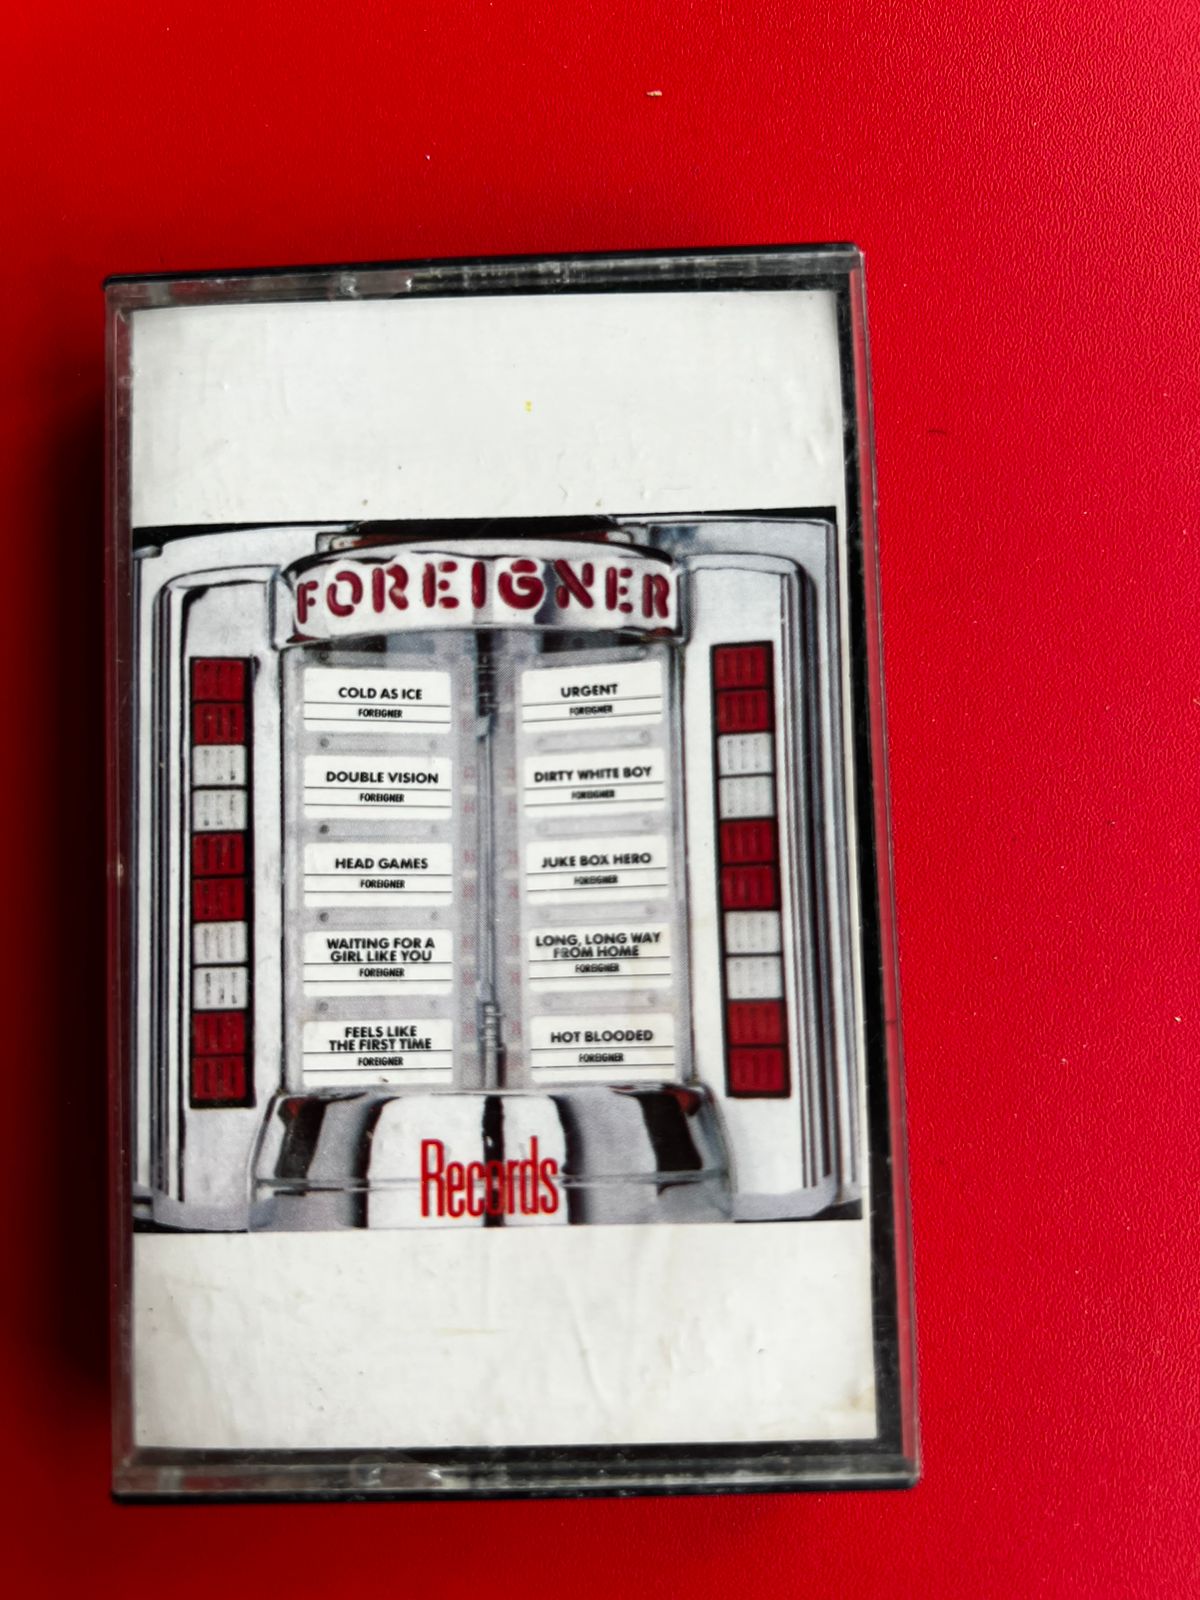 FOREIGNER
COLD AS ICE
FOREIGNER
DOUBLE VISION
FOREIGNER
HEAD GAMES
FOREIGNER
WAITING FOR A
GIRL LIKE YOU
FOREIGNER
FEELS LIKE
THE FIRST TIME
FOREIGNER
URGENT
FOREIGNER
DIRTY WHITE BOY
FOREIGNER
JUKE BOX HERO
FOREIGNER
LONG, LONG WAY
FROM HOME
FOREIGNER
HOT BLOODED
FOREIGNER
Records